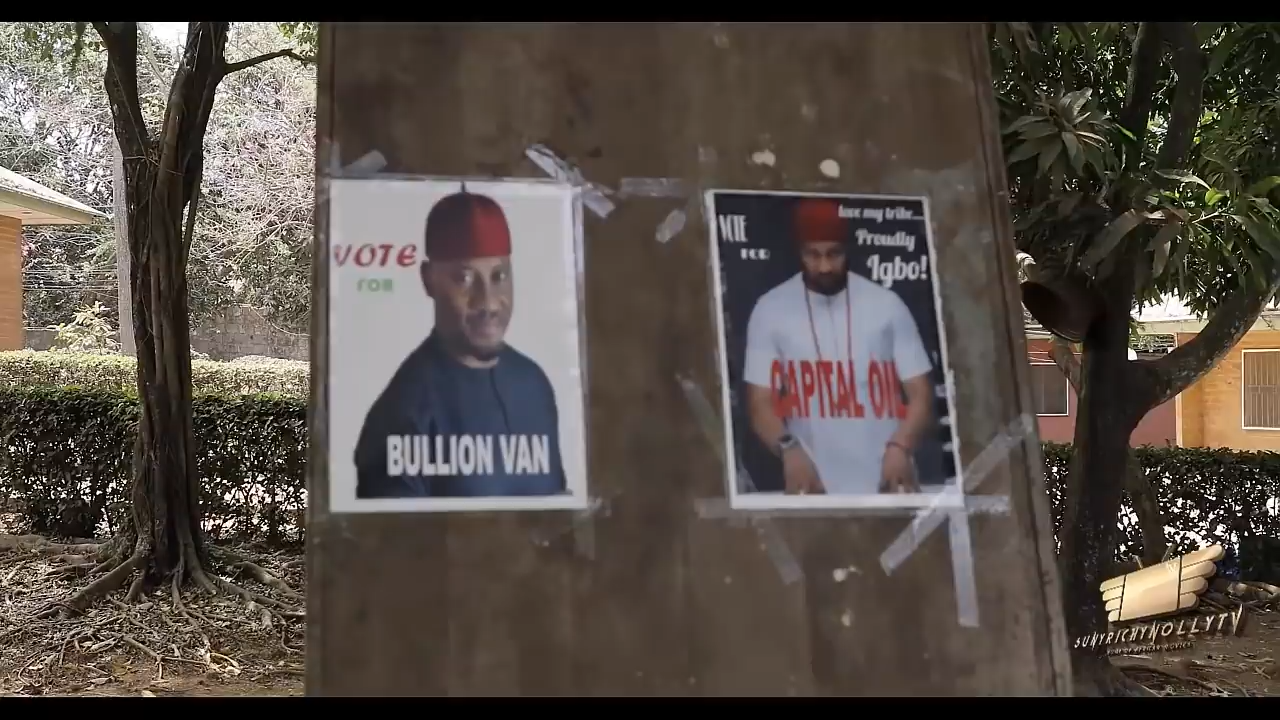 VOTE
FOR
BULLION VAN
VOTE
FOR
love my tribe....
Proudly
Igbo!
CAPITAL OIL
SUNYRICHYNOLLYTV